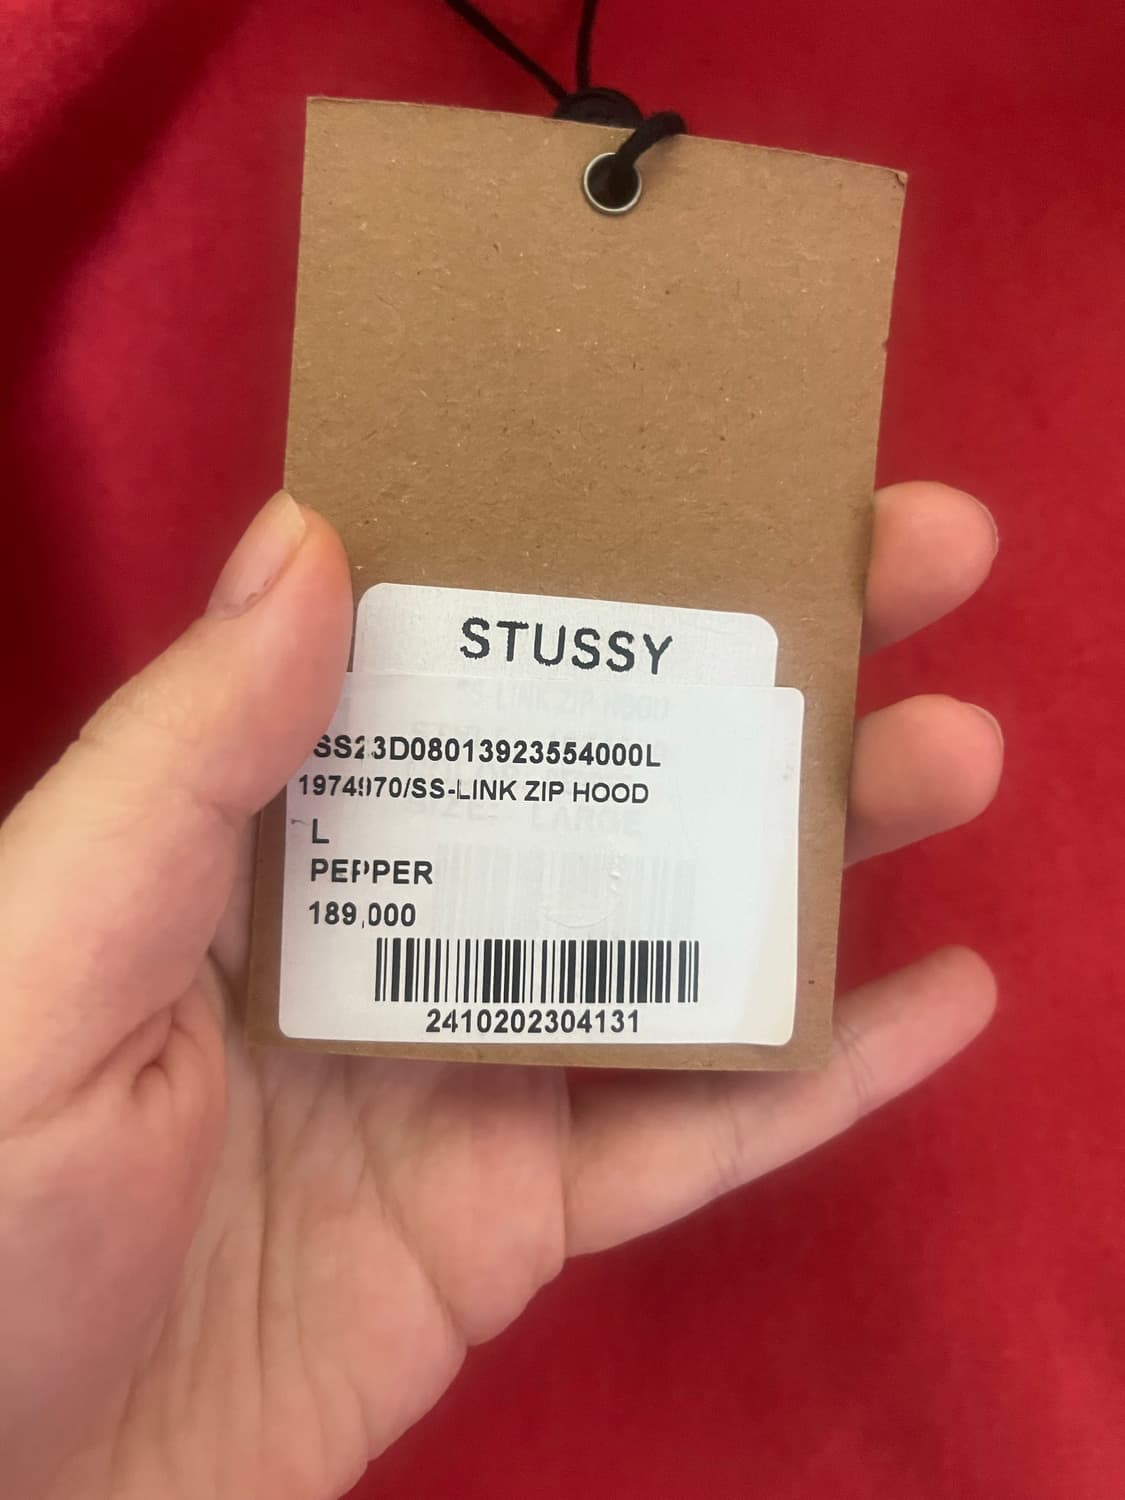 STUSSY
SS23D08013923554000L
1974970/SS-LINK ZIP HOOD
L
PEPPER
189,000
2410202304131